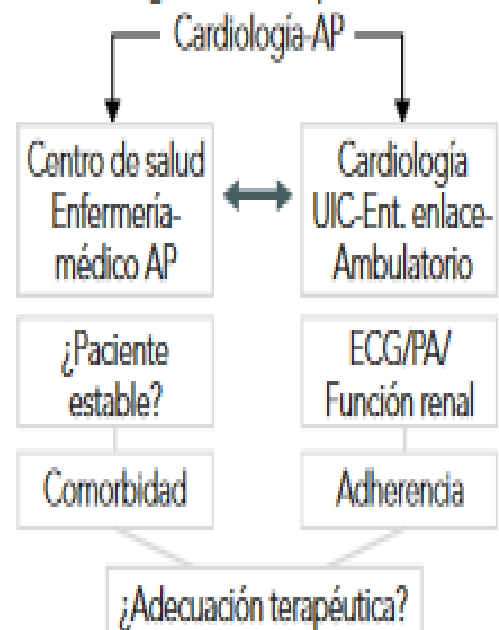 Cardiología-AP
Centro de salud
Enfermería-
médico AP
Cardiología
UIC-Ent. enlace-
Ambulatorio
¿Paciente
estable?
ECG/PA/
Función renal
Comorbidad
Adherencia
¿Adecuación terapéutica?